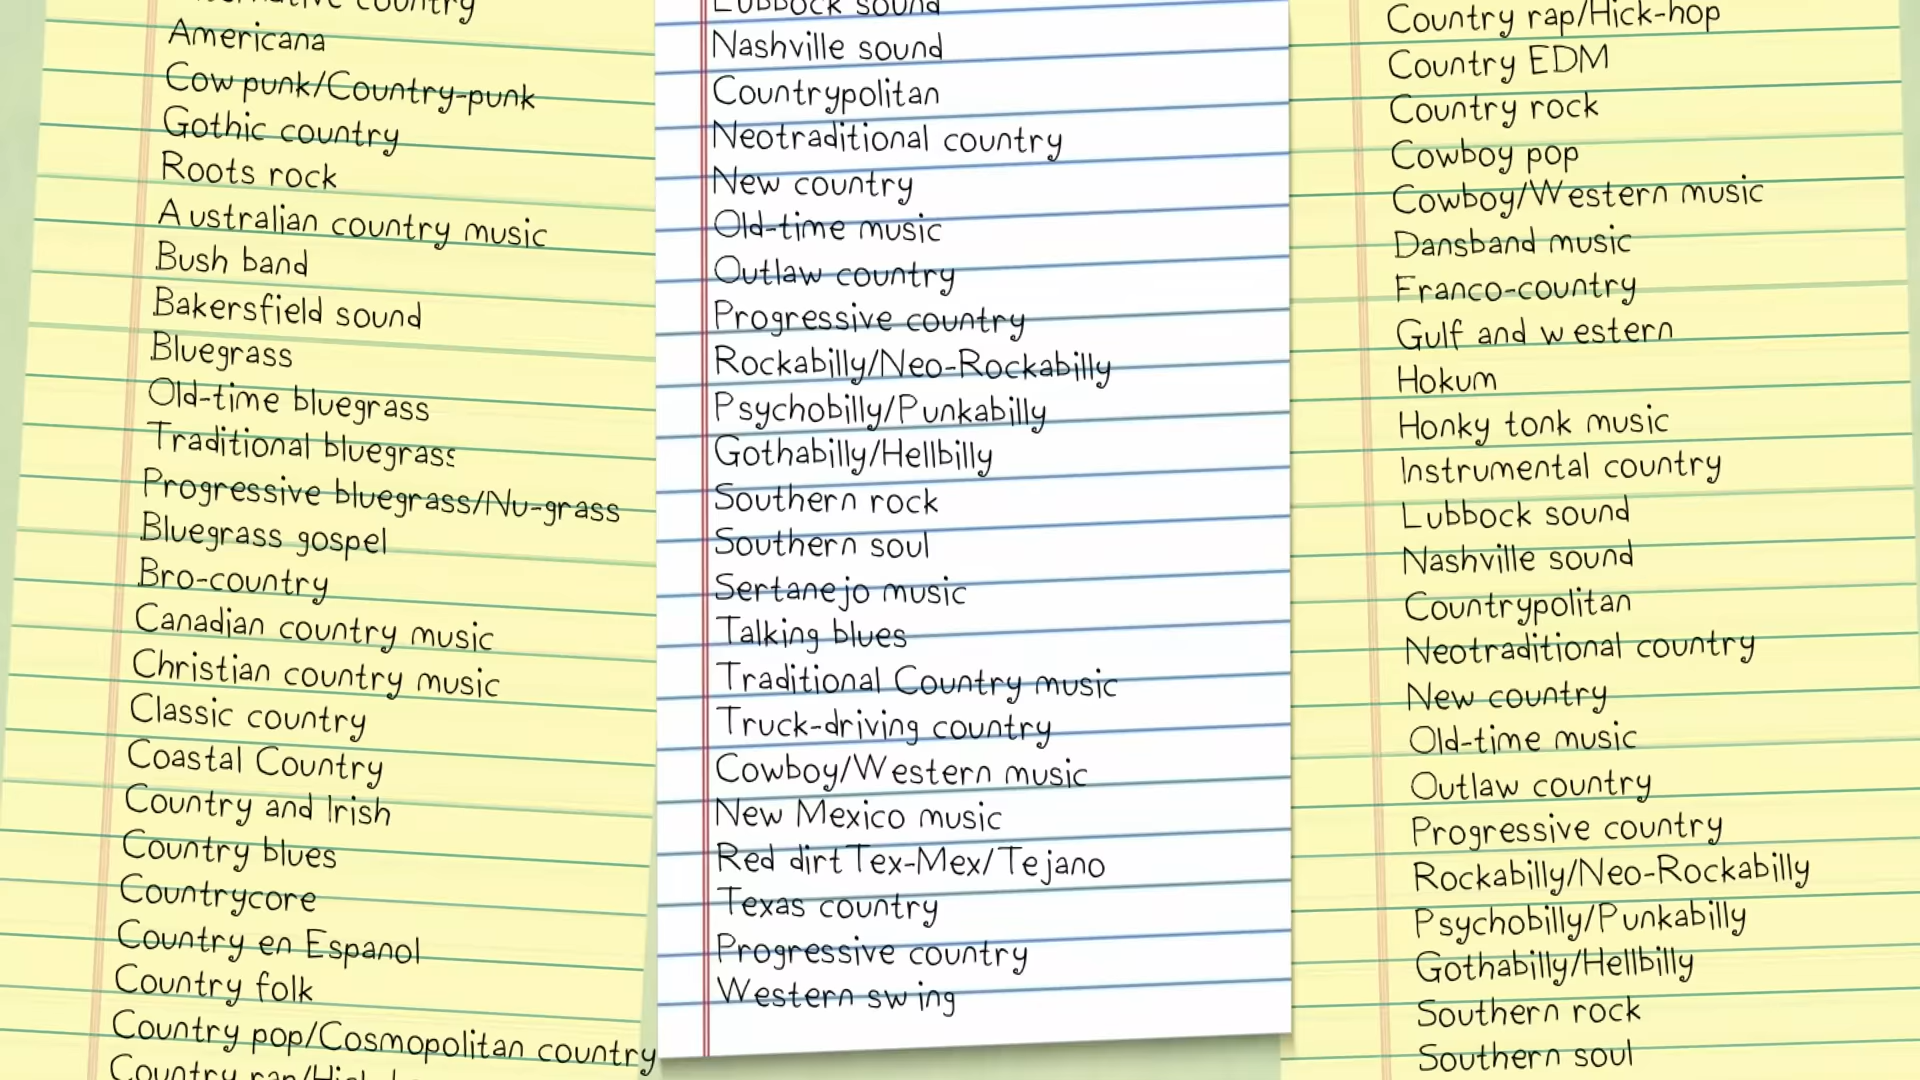 Alternative country
Americana
Cowpunk/Country-punk
Gothic country
Roots rock
Australian country music
Bush band
Bakersfield sound
Bluegrass
Old-time bluegrass
Traditional bluegrass
Progressive bluegrass/Nu-grass
Bluegrass gospel
Bro-country
Canadian country music
Christian country music
Classic country
Coastal Country
Country and Irish
Country blues
Countrycore
Country en Espanol
Country folk
Country pop/Cosmopolitan country
Country rap/Hick-hop
Lubbock sound
Nashville sound
Countrypolitan
Neotraditional country
New country
Old-time music
Outlaw country
Progressive country
Rockabilly/Neo-Rockabilly
Psychobilly/Punkabilly
Gothabilly/Hellbilly
Southern rock
Southern soul
Sertanejo music
Talking blues
Traditional Country music
Truck-driving country
Cowboy/Western music
New Mexico music
Red dirt Tex-Mex/Tejano
Texas country
Progressive country
Western swing
Country rap/Hick-hop
Country EDM
Country rock
Cowboy pop
Cowboy/Western music
Dansband music
Franco-country
Gulf and western
Hokum
Honky tonk music
Instrumental country
Lubbock sound
Nashville sound
Countrypolitan
Neotraditional country
New country
Old-time music
Outlaw country
Progressive country
Rockabilly/Neo-Rockabilly
Psychobilly/Punkabilly
Gothabilly/Hellbilly
Southern rock
Southern soul